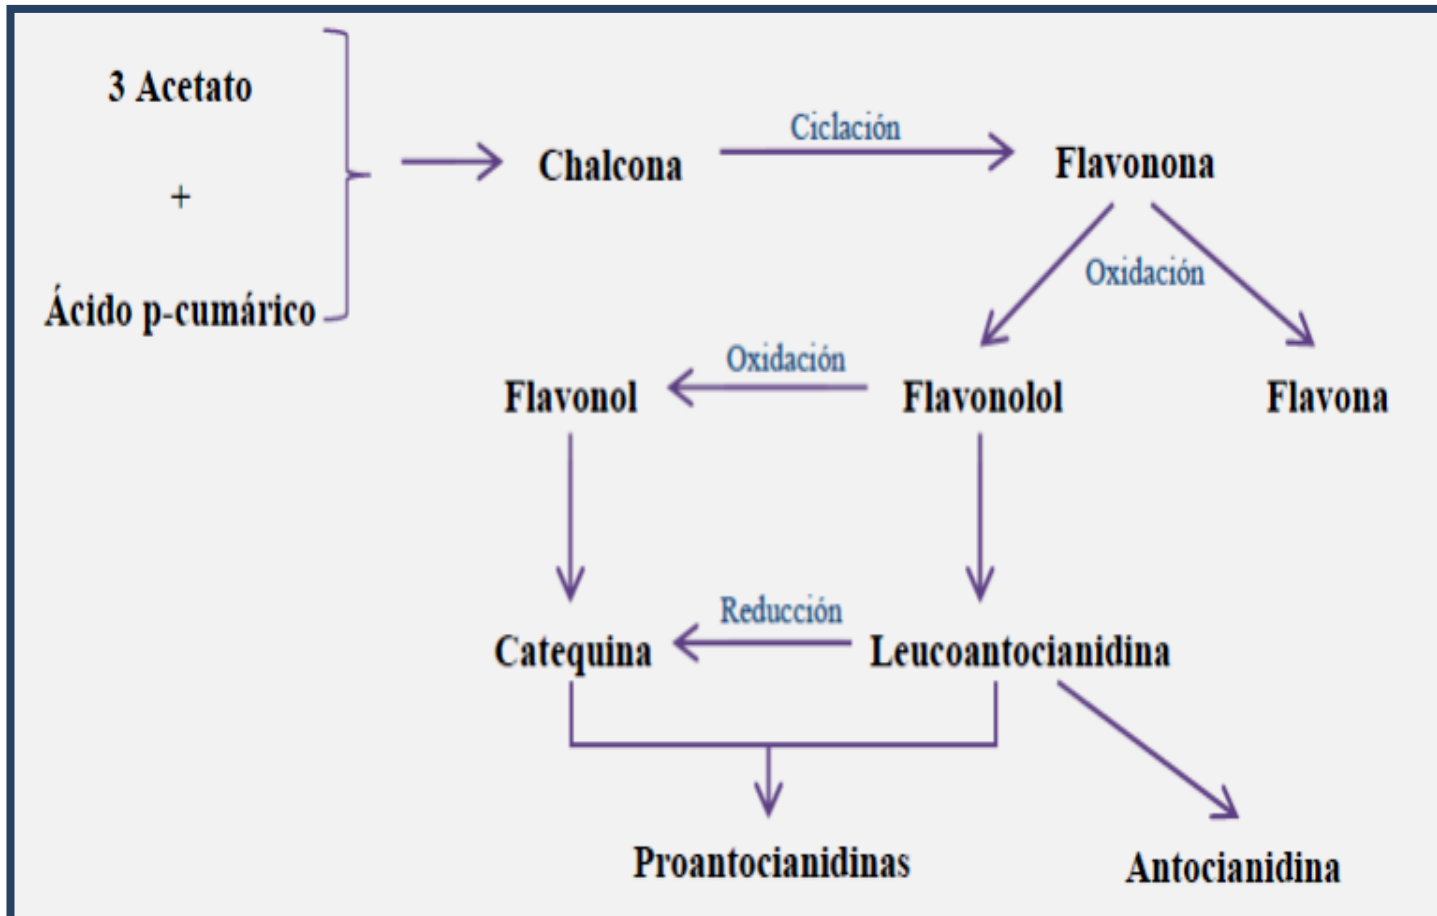 3 Acetato
+
Ácido p-cumárico
Chalcona
Ciclación
Flavonona
Oxidación
Flavonol
Oxidación
Flavonolol
Flavona
Catequina
Reducción
Leucoantocianidina
Proantocianidinas
Antocianidina